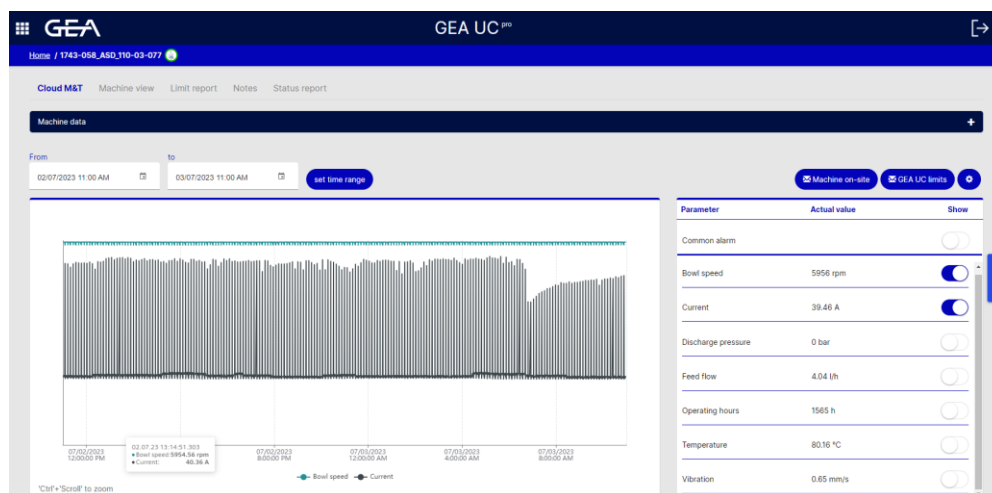 GEA
GEA UC pro
Home / 1743-058_ASD_110-03-077
Cloud M&T Machine view Limit report Notes Status report
Machine data +
From to
02/07/2023 11:00 AM 03/07/2023 11:00 AM set time range Machine on-site GEA UC limits
Parameter Actual value Show
Common alarm
Bowl speed 5956 rpm
Current 39.46 A
Discharge pressure 0 bar
Feed flow 4.04 l/h
Operating hours 1565 h
Temperature 80.16 °C
Vibration 0.65 mm/s
02.07.23 13:14:51.303
Bowl speed: 5954.56 rpm
Current: 40.36 A
07/02/2023 07/02/2023 07/03/2023 07/03/2023 07/03/2023
12:00:00 PM 8:00:00 PM 12:00:00 AM 4:00:00 AM 8:00:00 AM
Bowl speed Current
'Ctrl'+'Scroll' to zoom